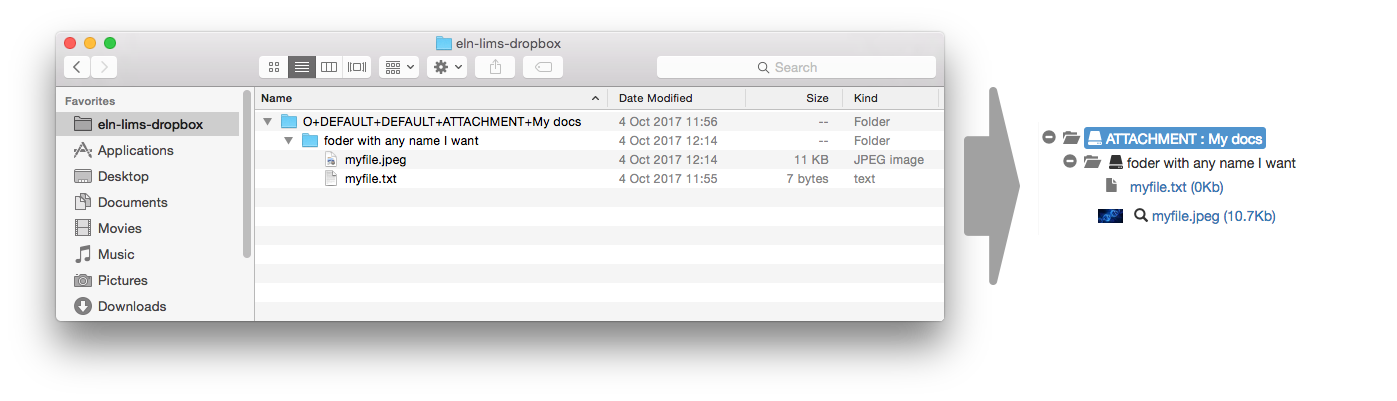 eln-lims-dropbox
Search
Favorites
eln-lims-dropbox
Applications
Desktop
Documents
Movies
Music
Pictures
Downloads
Name Date Modified Size Kind
O+DEFAULT+DEFAULT+ATTACHMENT+My docs 4 Oct 2017 11:56 -- Folder
foder with any name I want 4 Oct 2017 12:14 -- Folder
myfile.jpeg 4 Oct 2017 12:14 11 KB JPEG image
myfile.txt 4 Oct 2017 11:55 7 bytes text
ATTACHMENT : My docs
foder with any name I want
myfile.txt (0Kb)
myfile.jpeg (10.7Kb)